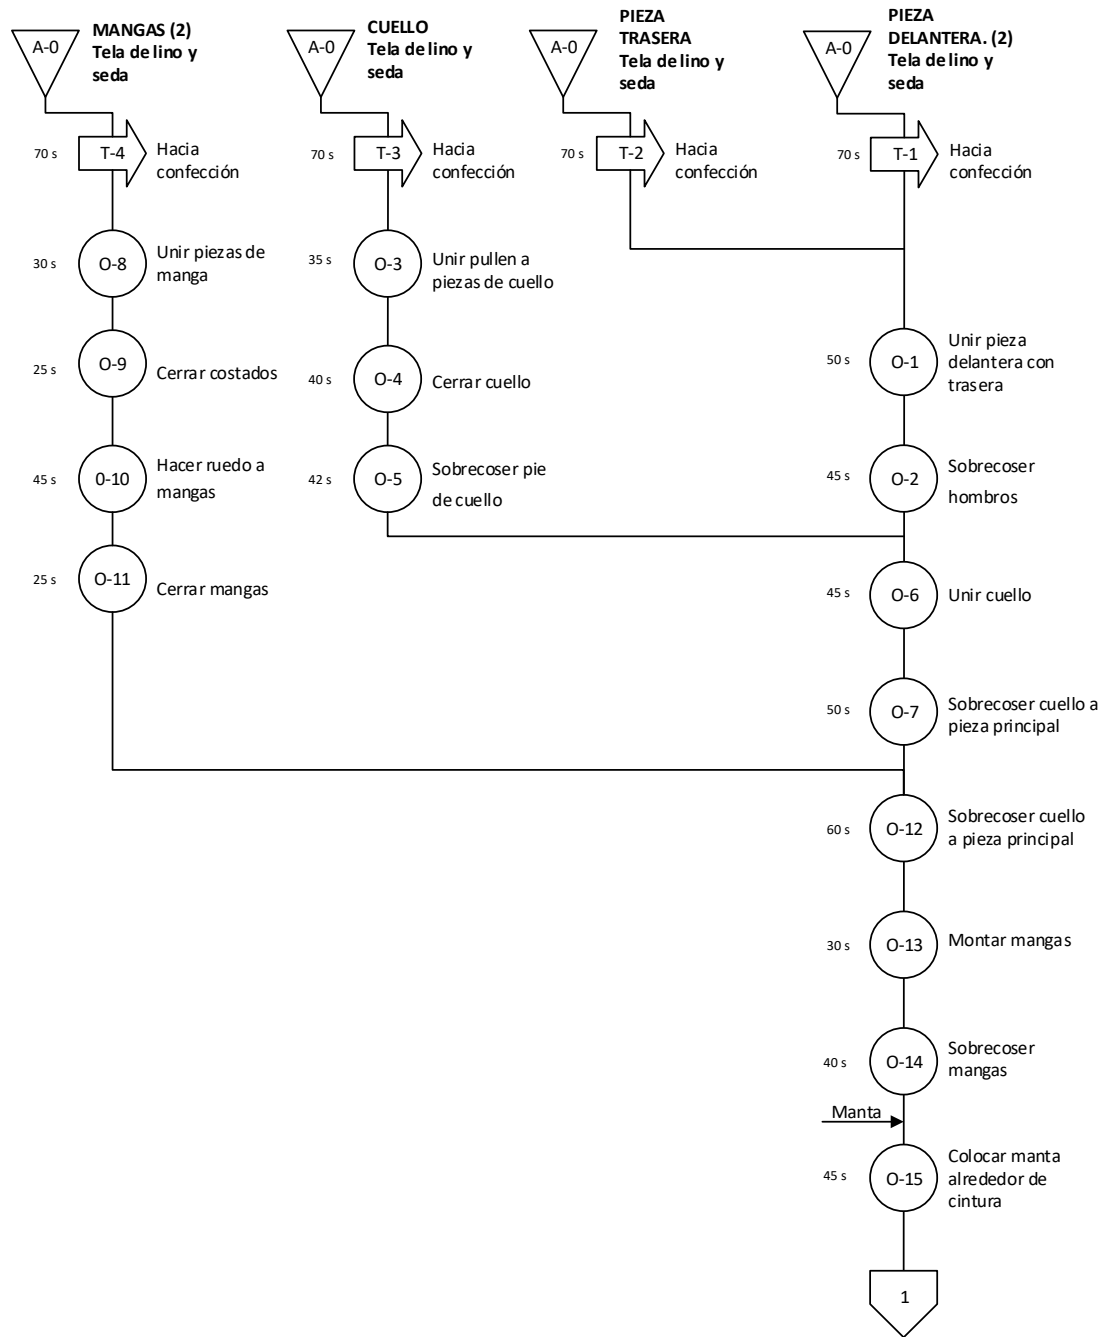 A-0
MANGAS (2)
Tela de lino y
seda
70 s
T-4
Hacia
confección
30 s
O-8
Unir piezas de
manga
25 s
O-9
Cerrar costados
45 s
0-10
Hacer ruedo a
mangas
25 s
O-11
Cerrar mangas
A-0
CUELLO
Tela de lino y
seda
70 s
T-3
Hacia
confección
35 s
O-3
Unir pullen a
piezas de cuello
40 s
O-4
Cerrar cuello
42 s
O-5
Sobrecoser pie
de cuello
A-0
PIEZA
TRASERA
Tela de lino y
seda
70 s
T-2
Hacia
confección
A-0
PIEZA
DELANTERA. (2)
Tela de lino y
seda
70 s
T-1
Hacia
confección
50 s
O-1
Unir pieza
delantera con
trasera
45 s
O-2
Sobrecoser
hombros
45 s
O-6
Unir cuello
50 s
O-7
Sobrecoser cuello a
pieza principal
60 s
O-12
Sobrecoser cuello
a pieza principal
30 s
O-13
Montar mangas
40 s
O-14
Sobrecoser
mangas
Manta
45 s
O-15
Colocar manta
alrededor de
cintura
1